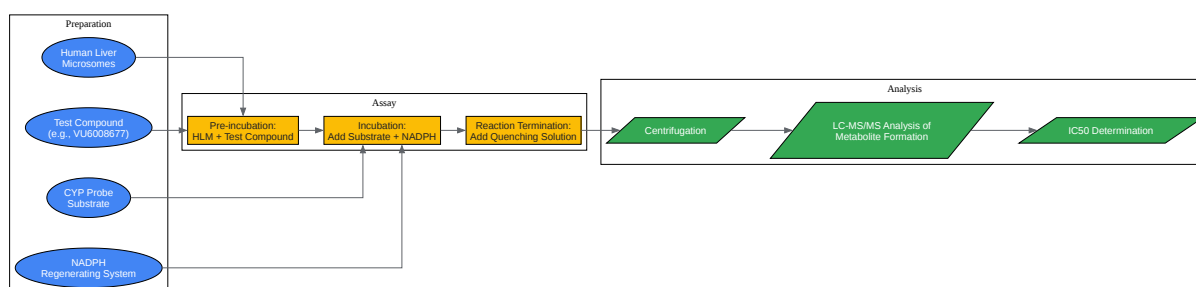 Preparation
Human Liver
Microsomes
Test Compound
(e.g., VU6008677)
CYP Probe
Substrate
NADPH
Regenerating System
Assay
Pre-incubation:
HLM + Test Compound
Incubation:
Add Substrate + NADPH
Reaction Termination:
Add Quenching Solution
Analysis
Centrifugation
LC-MS/MS Analysis of
Metabolite Formation
IC50 Determination